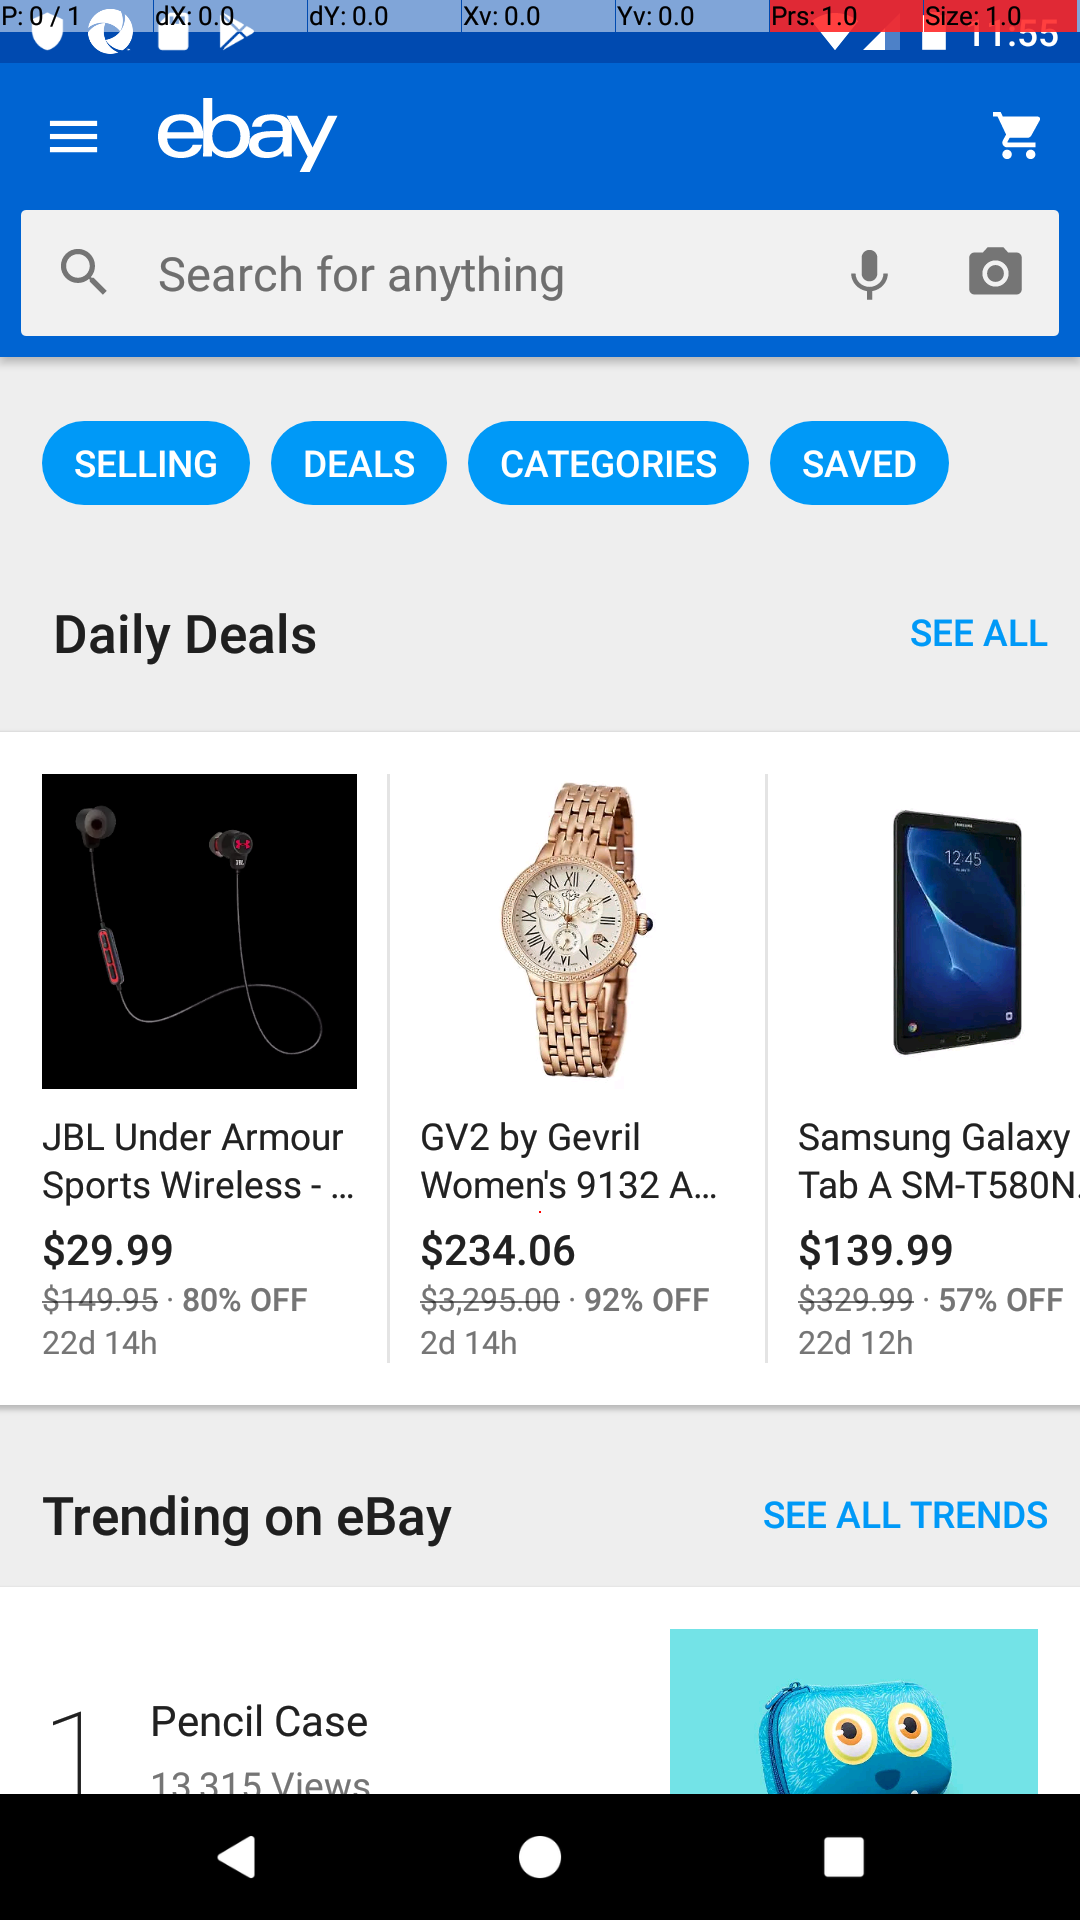 P: 0 / 1 dX: 0.0 dY: 0.0 Xv: 0.0 Yv: 0.0 Prs: 1.0 Size: 1.0
11:55
ebay
Search for anything
SELLING DEALS CATEGORIES SAVED
Daily Deals SEE ALL
12:45
JBL Under Armour
Sports Wireless - ...
$29.99
$149.95 · 80% OFF
22d 14h
GV2 by Gevril
Women's 9132 A...
$234.06
$3,295.00 · 92% OFF
2d 14h
Samsung Galaxy
Tab A SM-T580N.
$139.99
$329.99 · 57% OFF
22d 12h
Trending on eBay SEE ALL TRENDS
1
Pencil Case
13,315 Views